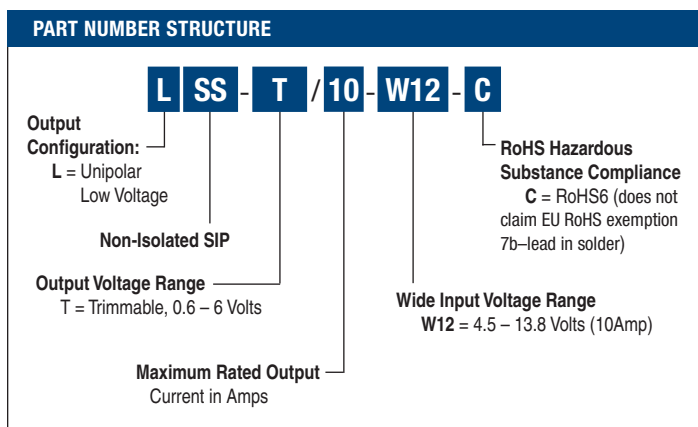 PART NUMBER STRUCTURE
L SS - T / 10 - W12 - C
Output
Configuration:
L = Unipolar
Low Voltage
Non-Isolated SIP
Output Voltage Range
T = Trimmable, 0.6 – 6 Volts
Maximum Rated Output
Current in Amps
Wide Input Voltage Range
W12 = 4.5 – 13.8 Volts (10Amp)
RoHS Hazardous
Substance Compliance
C = RoHS6 (does not
claim EU RoHS exemption
7b–lead in solder)